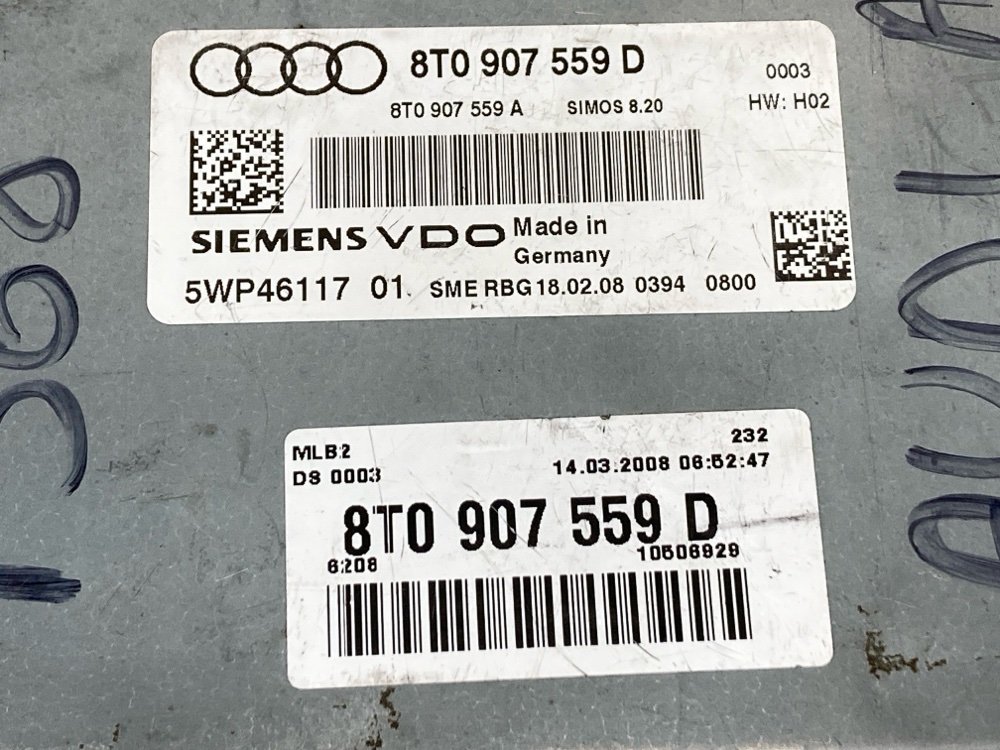 8T0 907 559 D
0003
8T0 907 559 A SIMOS 8.20
HW: H02
SIEMENS VDO Made in
Germany
5WP46117 01. SME RBG 18.02.08 0394 0800
MLB2
232
DS 0003
14.03.2008 06:52:47
8T0 907 559 D
6208
10506929
AUDI A